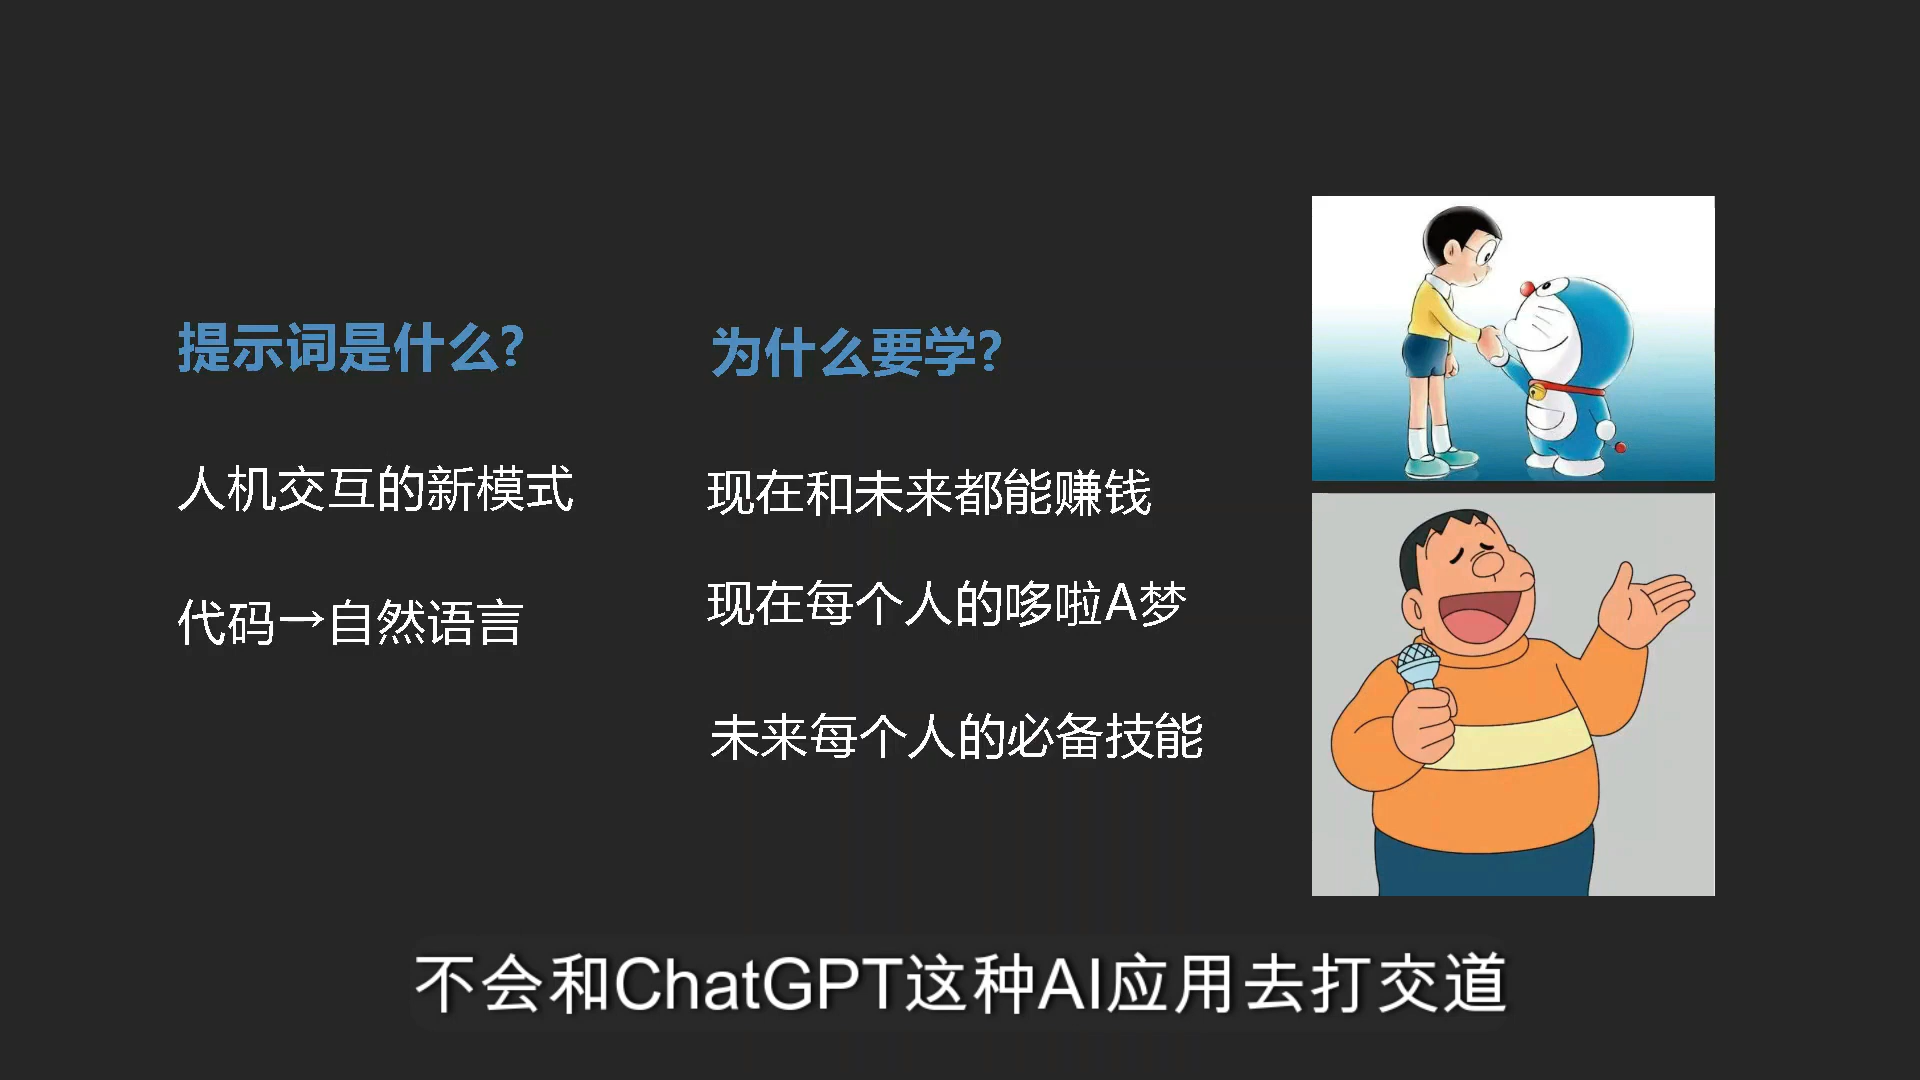 提示词是什么?
人机交互的新模式
代码→自然语言
为什么要学?
现在和未来都能赚钱
现在每个人的哆啦A梦
未来每个人的必备技能
不会和ChatGPT这种AI应用去打交道